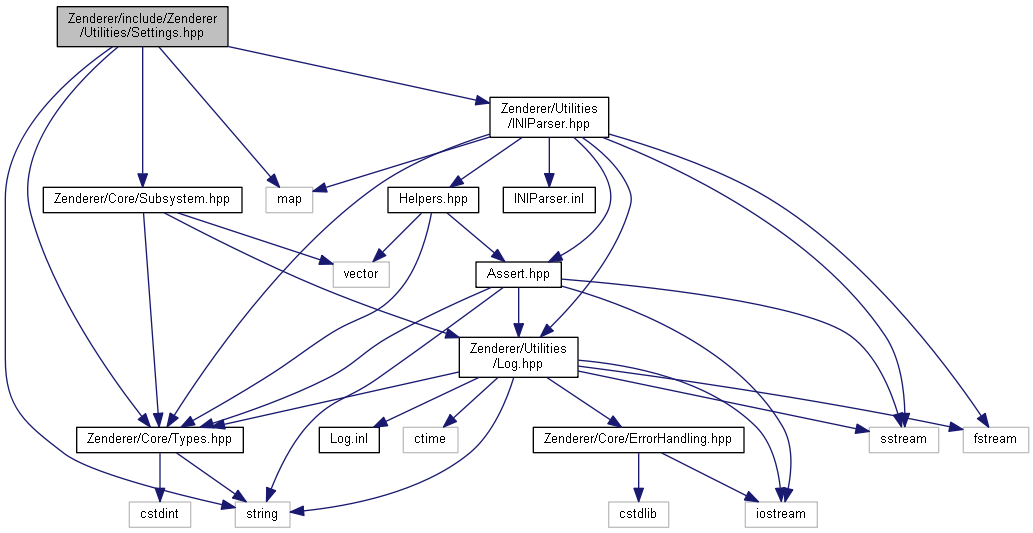 Zenderer/include/Zenderer
/Utilities/Settings.hpp
Zenderer/Utilities
/INIParser.hpp
Zenderer/Core/Subsystem.hpp
map
Helpers.hpp
INIParser.inl
vector
Assert.hpp
Zenderer/Utilities
/Log.hpp
Zenderer/Core/Types.hpp
Log.inl
ctime
Zenderer/Core/ErrorHandling.hpp
sstream
fstream
cstdint
string
cstdlib
iostream